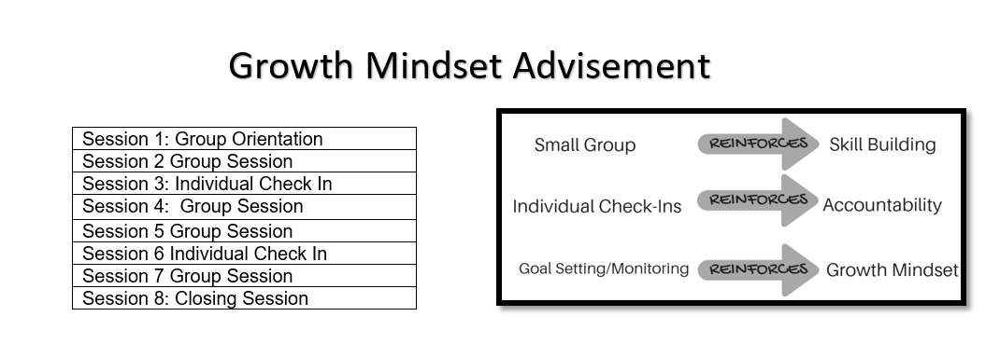 Growth Mindset Advisement
Session 1: Group Orientation
Session 2 Group Session
Session 3: Individual Check In
Session 4:  Group Session
Session 5 Group Session
Session 6 Individual Check In
Session 7 Group Session
Session 8: Closing Session
Small Group REINFORCES Skill Building
Individual Check-Ins REINFORCES Accountability
Goal Setting/Monitoring REINFORCES Growth Mindset